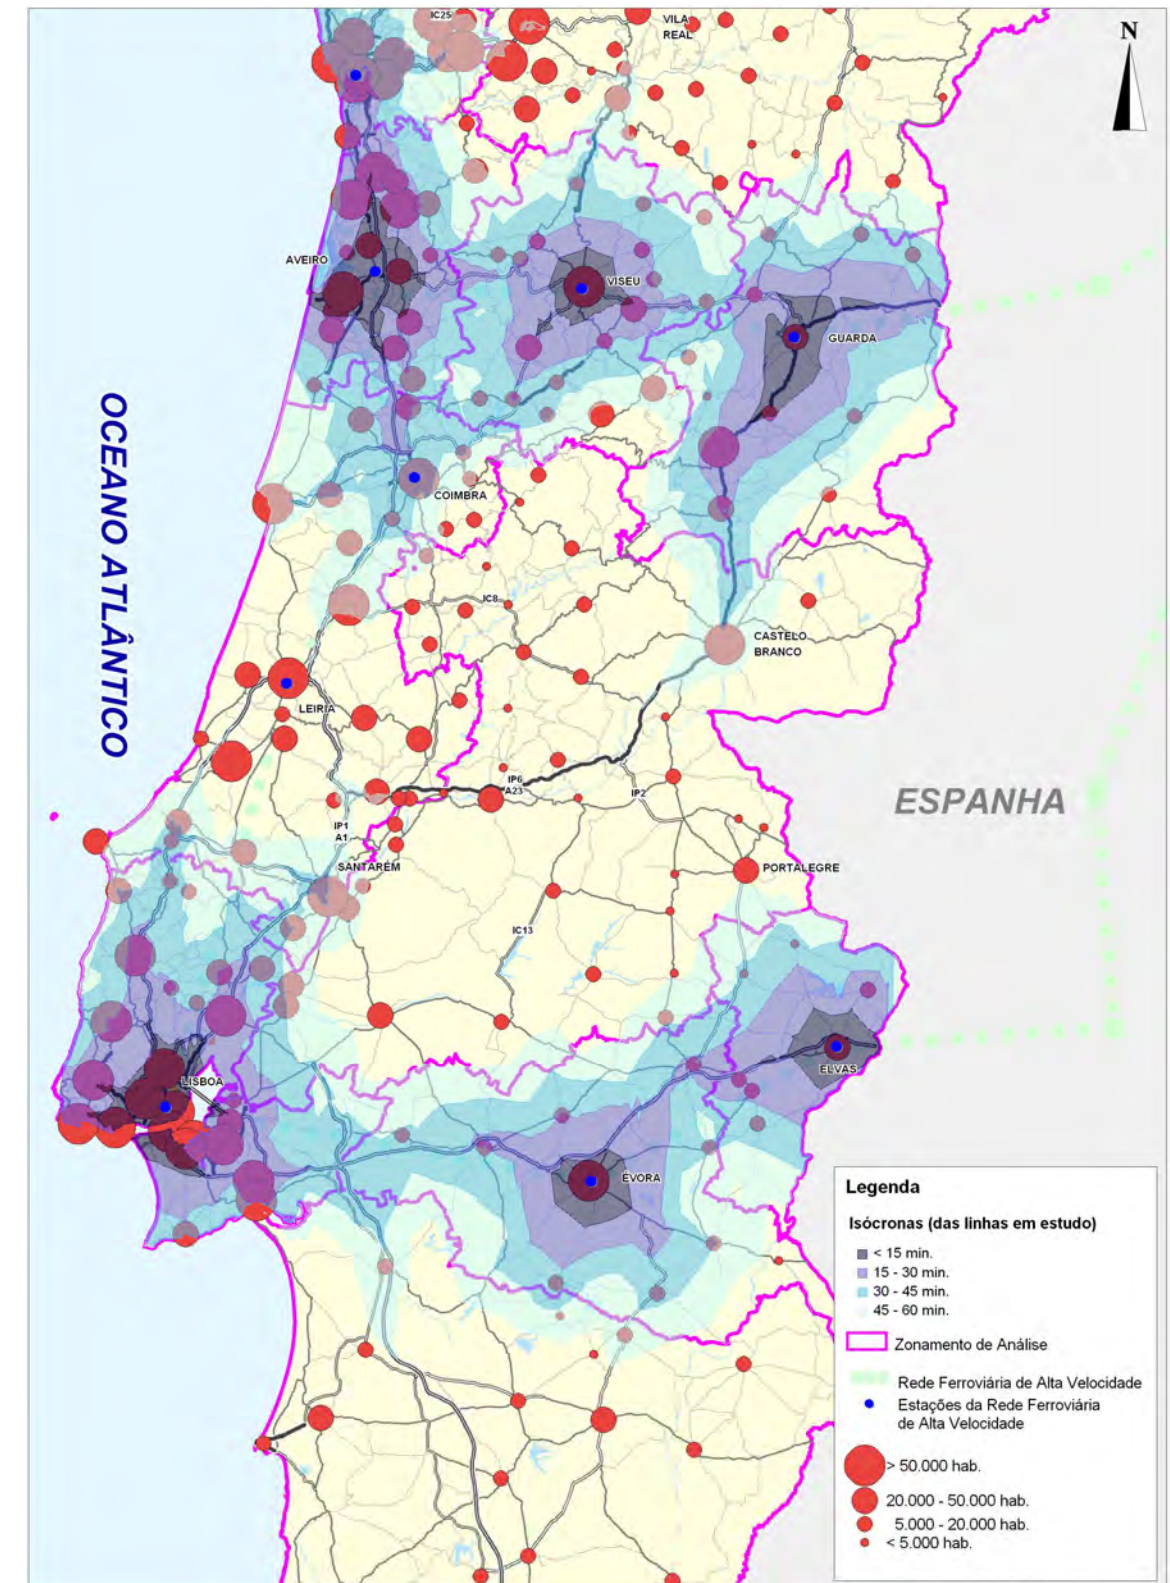 IC25
VILA
REAL
N
AVEIRO
VISEU
GUARDA
OCEANO ATLÂNTICO
COIMBRA
IC8
CASTELO
BRANCO
LEIRIA
IP6
A23
IP2
ESPANHA
IP1
A1
SANTARÉM
PORTALEGRE
IC13
LISBOA
ELVAS
ÉVORA
Legenda
Isócronas (das linhas em estudo)
< 15 min.
15 - 30 min.
30 - 45 min.
45 - 60 min.
Zonamento de Análise
Rede Ferroviária de Alta Velocidade
Estações da Rede Ferroviária
de Alta Velocidade
> 50.000 hab.
20.000 - 50.000 hab.
5.000 - 20.000 hab.
< 5.000 hab.